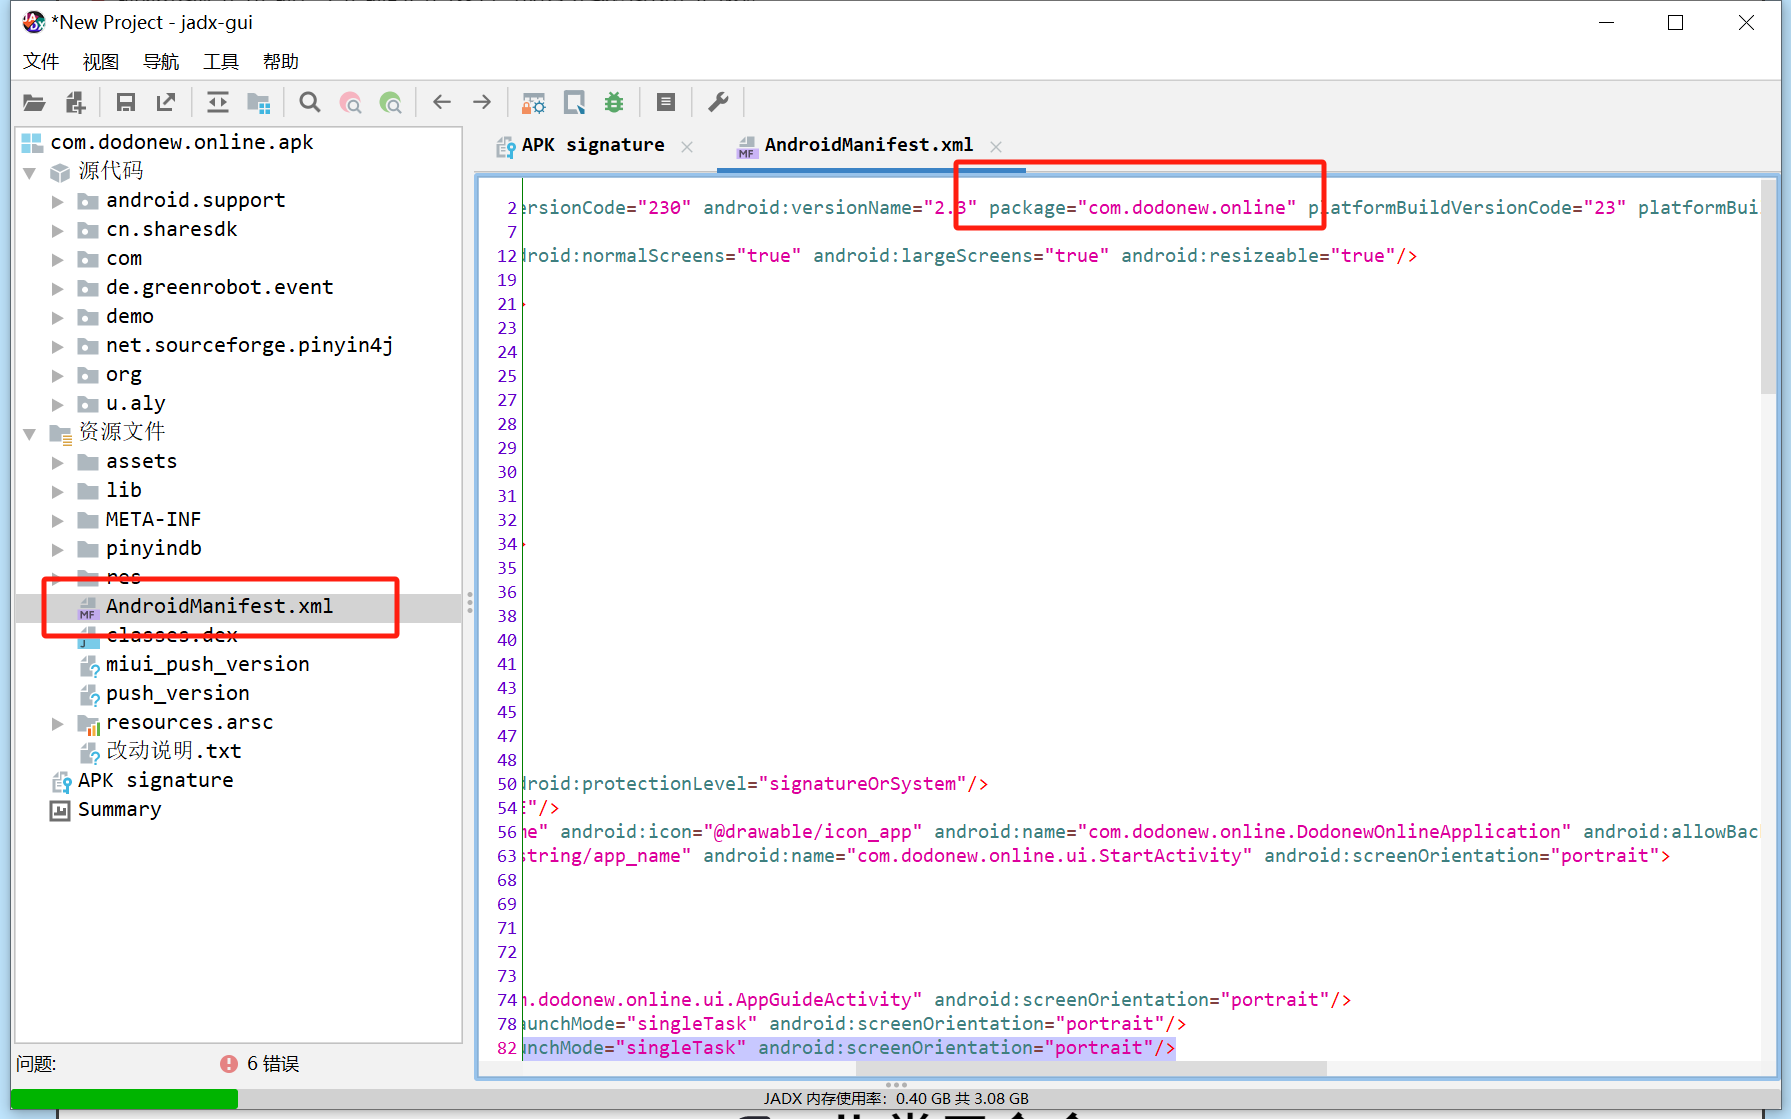 *New Project - jadx-gui
文件 视图 导航 工具 帮助
com.dodonew.online.apk
源代码
android.support
cn.sharesdk
com
de.greenrobot.event
demo
net.sourceforge.pinyin4j
org
u.aly
资源文件
assets
lib
META-INF
pinyindb
res
AndroidManifest.xml
classes.dex
miui_push_version
push_version
resources.arsc
改动说明.txt
APK signature
Summary
问题: 6 错误
APK signature AndroidManifest.xml
2 ersionCode="230" android:versionName="2.3" package="com.dodonew.online" platformBuildVersionCode="23" platformBui
7
12 droid:normalScreens="true" android:largeScreens="true" android:resizeable="true"/>
19
21
23
24
25
27
28
29
30
31
32
34
35
36
38
40
41
43
45
47
48
50 droid:protectionLevel="signatureOrSystem"/>
54 E"/>
56 me" android:icon="@drawable/icon_app" android:name="com.dodonew.online.DodonewOnlineApplication" android:allowBac
63 string/app_name" android:name="com.dodonew.online.ui.StartActivity" android:screenOrientation="portrait">
68
69
71
72
73
74 m.dodonew.online.ui.AppGuideActivity" android:screenOrientation="portrait"/>
78 aunchMode="singleTask" android:screenOrientation="portrait"/>
82 unchMode="singleTask" android:screenOrientation="portrait"/>
JADX 内存使用率: 0.40 GB 共 3.08 GB